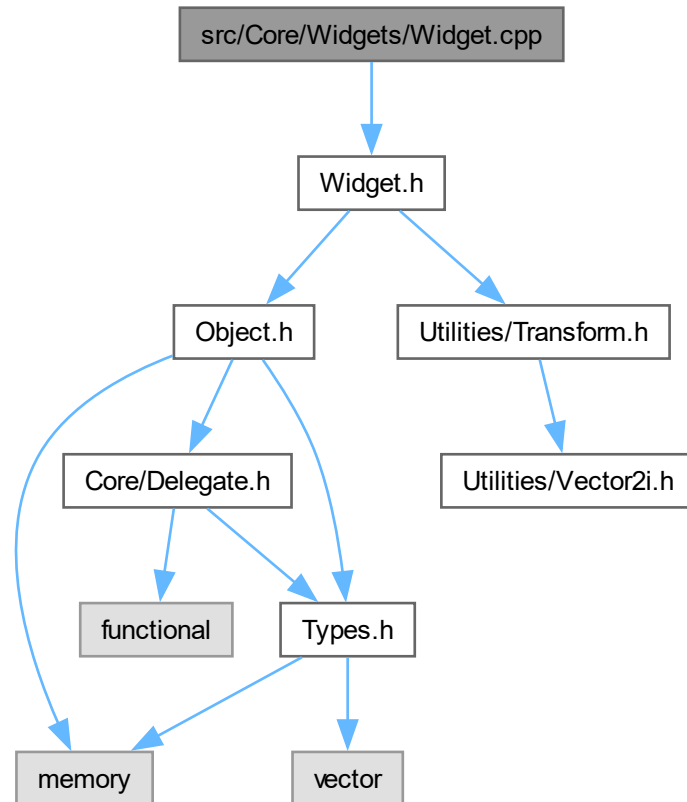 src/Core/Widgets/Widget.cpp
Widget.h
Object.h
Utilities/Transform.h
Core/Delegate.h
Utilities/Vector2i.h
functional
Types.h
memory
vector